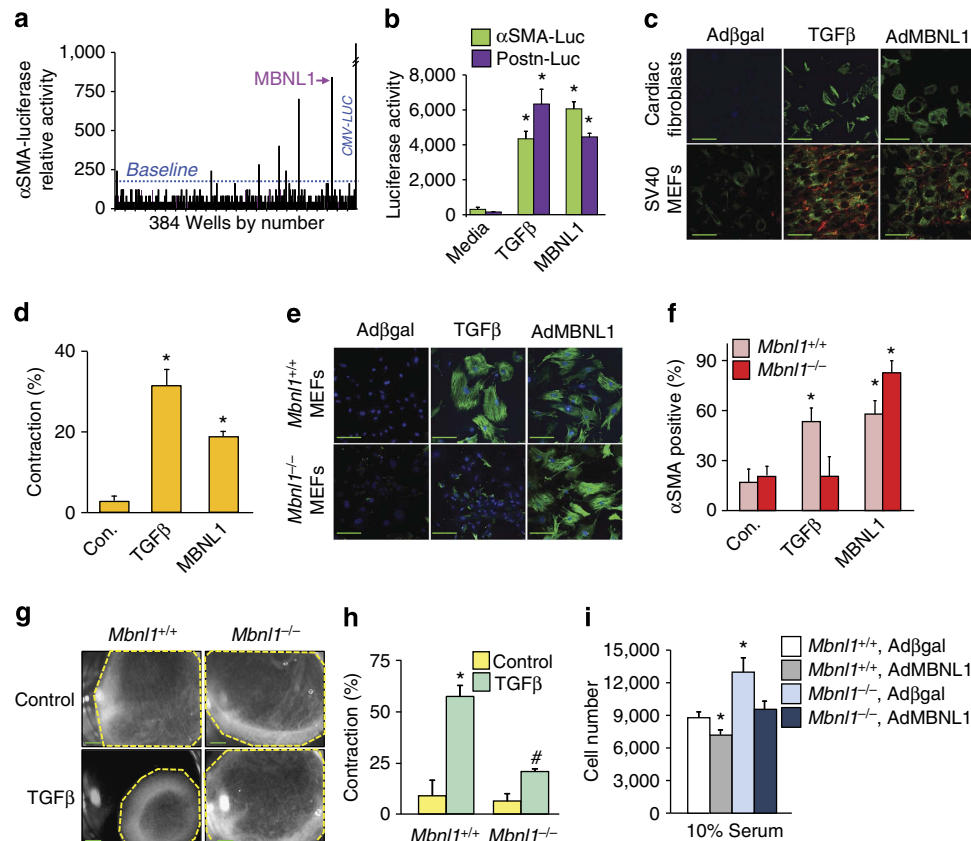 a
αSMA-luciferase
relative activity
1,000
750
500
250
0
MBNL1
CMV-LUC
Baseline
384 Wells by number
b
αSMA-Luc
Postn-Luc
Luciferase activity
8,000
6,000
4,000
2,000
0
* * * *
Media
TGFβ
MBNL1
c
Adβgal TGFβ AdMBNL1
Cardiac
fibroblasts
SV40
MEFs
d
Contraction (%)
40
20
0
* *
Con.
TGFβ
MBNL1
e
Adβgal TGFβ AdMBNL1
Mbnl1+/+
MEFs
Mbnl1–/–
MEFs
f
Mbnl1+/+
Mbnl1–/–
αSMA positive (%)
90
60
30
0
* * *
Con.
TGFβ
MBNL1
g
Mbnl1+/+ Mbnl1–/–
Control
TGFβ
h
Control
TGFβ
Contraction (%)
75
50
25
0
* #
Mbnl1+/+ Mbnl1–/–
i
Mbnl1+/+, Adβgal
Mbnl1+/+, AdMBNL1
Mbnl1–/–, Adβgal
Mbnl1–/–, AdMBNL1
Cell number
15,000
12,000
9,000
6,000
3,000
0
* *
10% Serum